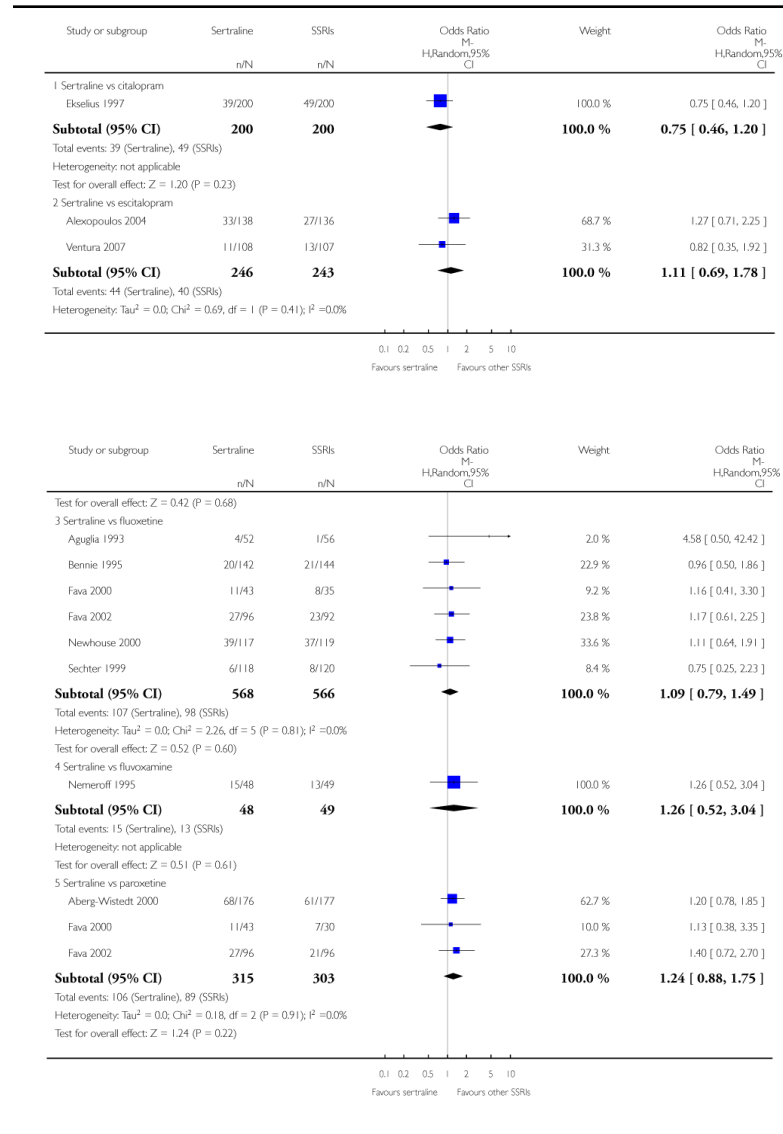 Study or subgroup Sertraline SSRIs Odds Ratio Weight Odds Ratio
M- M-
H,Random,95% H,Random,95%
n/N n/N CI CI
1 Sertraline vs citalopram
Ekselius 1997 39/200 49/200 100.0 % 0.75 [ 0.46, 1.20 ]
Subtotal (95% CI) 200 200 100.0 % 0.75 [ 0.46, 1.20 ]
Total events: 39 (Sertraline), 49 (SSRIs)
Heterogeneity: not applicable
Test for overall effect: Z = 1.20 (P = 0.23)
2 Sertraline vs escitalopram
Alexopoulos 2004 33/138 27/136 68.7 % 1.27 [ 0.71, 2.25 ]
Ventura 2007 11/108 13/107 31.3 % 0.82 [ 0.35, 1.92 ]
Subtotal (95% CI) 246 243 100.0 % 1.11 [ 0.69, 1.78 ]
Total events: 44 (Sertraline), 40 (SSRIs)
Heterogeneity: Tau² = 0.0; Chi² = 0.69, df = 1 (P = 0.41); I² =0.0%
0.1 0.2 0.5 1 2 5 10
Favours sertraline Favours other SSRIs
Study or subgroup Sertraline SSRIs Odds Ratio Weight Odds Ratio
M- M-
H,Random,95% H,Random,95%
n/N n/N CI CI
Test for overall effect: Z = 0.42 (P = 0.68)
3 Sertraline vs fluoxetine
Aguglia 1993 4/52 1/56 2.0 % 4.58 [ 0.50, 42.42 ]
Bennie 1995 20/142 21/144 22.9 % 0.96 [ 0.50, 1.86 ]
Fava 2000 11/43 8/35 9.2 % 1.16 [ 0.41, 3.30 ]
Fava 2002 27/96 23/92 23.8 % 1.17 [ 0.61, 2.25 ]
Newhouse 2000 39/117 37/119 33.6 % 1.11 [ 0.64, 1.91 ]
Sechter 1999 6/118 8/120 8.4 % 0.75 [ 0.25, 2.23 ]
Subtotal (95% CI) 568 566 100.0 % 1.09 [ 0.79, 1.49 ]
Total events: 107 (Sertraline), 98 (SSRIs)
Heterogeneity: Tau² = 0.0; Chi² = 2.26, df = 5 (P = 0.81); I² =0.0%
Test for overall effect: Z = 0.52 (P = 0.60)
4 Sertraline vs fluvoxamine
Nemeroff 1995 15/48 13/49 100.0 % 1.26 [ 0.52, 3.04 ]
Subtotal (95% CI) 48 49 100.0 % 1.26 [ 0.52, 3.04 ]
Total events: 15 (Sertraline), 13 (SSRIs)
Heterogeneity: not applicable
Test for overall effect: Z = 0.51 (P = 0.61)
5 Sertraline vs paroxetine
Aberg-Wistedt 2000 68/176 61/177 62.7 % 1.20 [ 0.78, 1.85 ]
Fava 2000 11/43 7/30 10.0 % 1.13 [ 0.38, 3.35 ]
Fava 2002 27/96 21/96 27.3 % 1.40 [ 0.72, 2.70 ]
Subtotal (95% CI) 315 303 100.0 % 1.24 [ 0.88, 1.75 ]
Total events: 106 (Sertraline), 89 (SSRIs)
Heterogeneity: Tau² = 0.0; Chi² = 0.18, df = 2 (P = 0.91); I² =0.0%
Test for overall effect: Z = 1.24 (P = 0.22)
0.1 0.2 0.5 1 2 5 10
Favours sertraline Favours other SSRIs